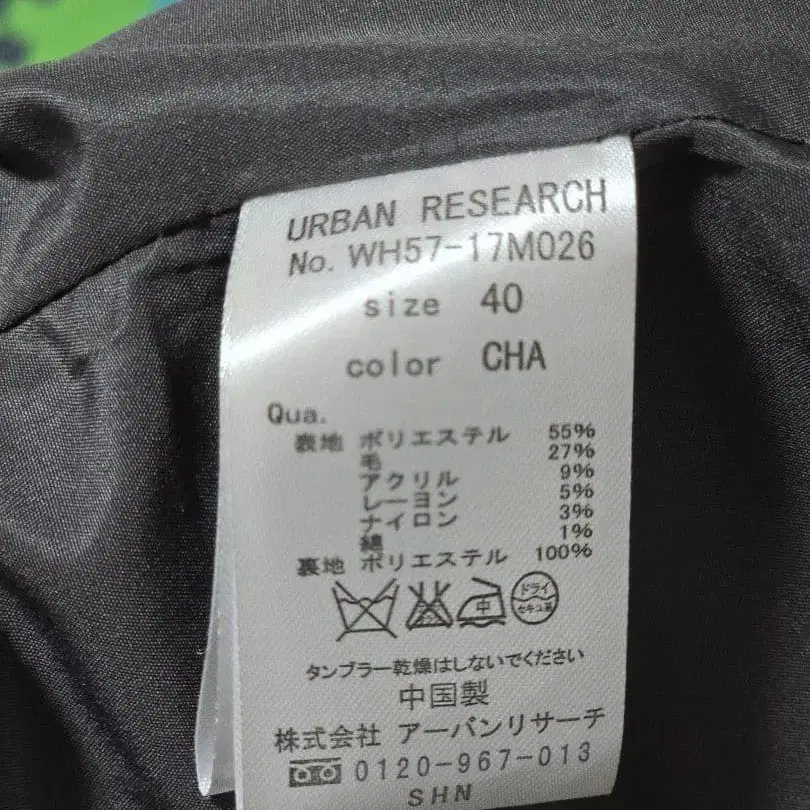 URBAN RESEARCH
No. WH57-17M026
size 40
color CHA
Qua.
表地 ポリエステル 55%
毛 27%
アクリル 9%
レーヨン 5%
ナイロン 3%
綿 1%
裏地 ポリエステル 100%
中 ドライ
セキユ系
タンブラー乾燥はしないでください
中国製
株式会社 アーバンリサーチ
0120-967-013
SHN